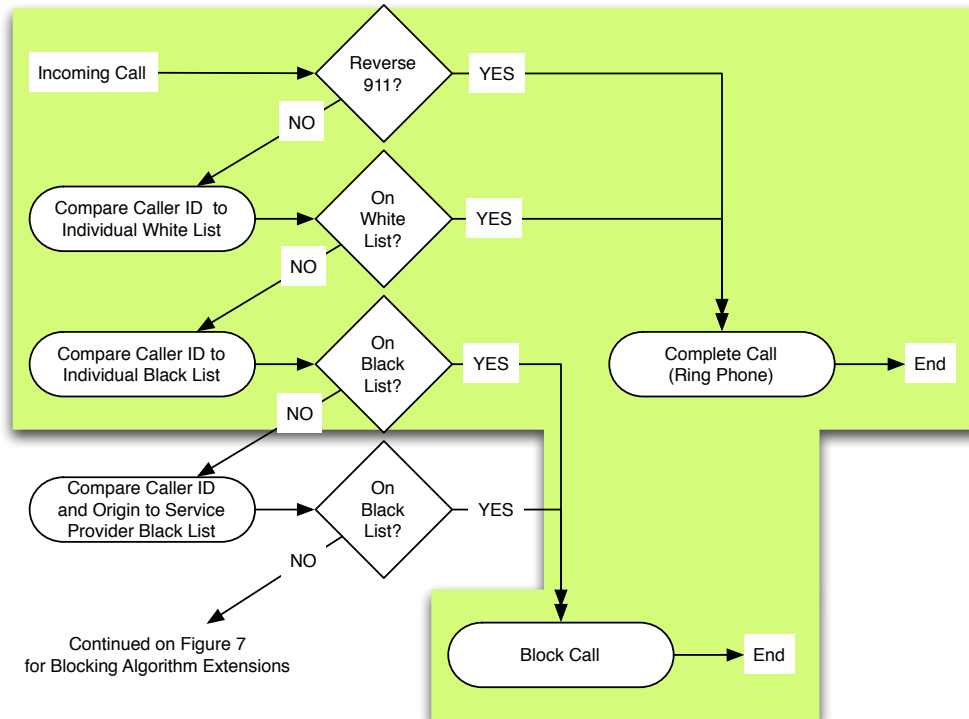 Incoming Call
Reverse
911?
YES
NO
Compare Caller ID to
Individual White List
On
White
List?
YES
NO
Compare Caller ID to
Individual Black List
On
Black
List?
YES
Complete Call
(Ring Phone)
End
NO
Compare Caller ID
and Origin to Service
Provider Black List
On
Black
List?
YES
NO
Continued on Figure 7
for Blocking Algorithm Extensions
Block Call
End